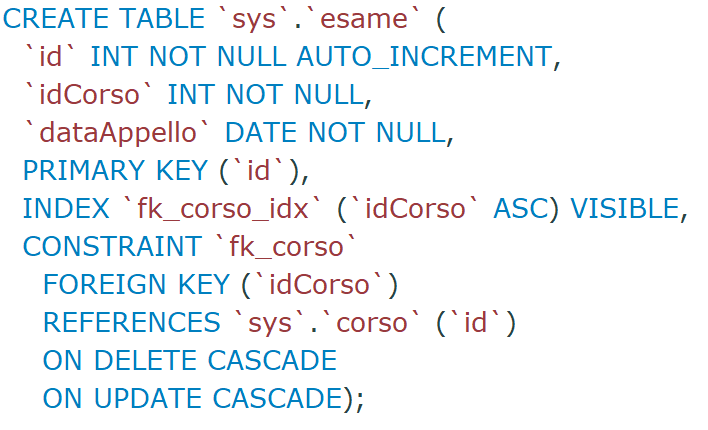 CREATE TABLE `sys`.`esame` (
`id` INT NOT NULL AUTO_INCREMENT,
`idCorso` INT NOT NULL,
`dataAppello` DATE NOT NULL,
PRIMARY KEY (`id`),
INDEX `fk_corso_idx` (`idCorso` ASC) VISIBLE,
CONSTRAINT `fk_corso`
FOREIGN KEY (`idCorso`)
REFERENCES `sys`.`corso` (`id`)
ON DELETE CASCADE
ON UPDATE CASCADE);